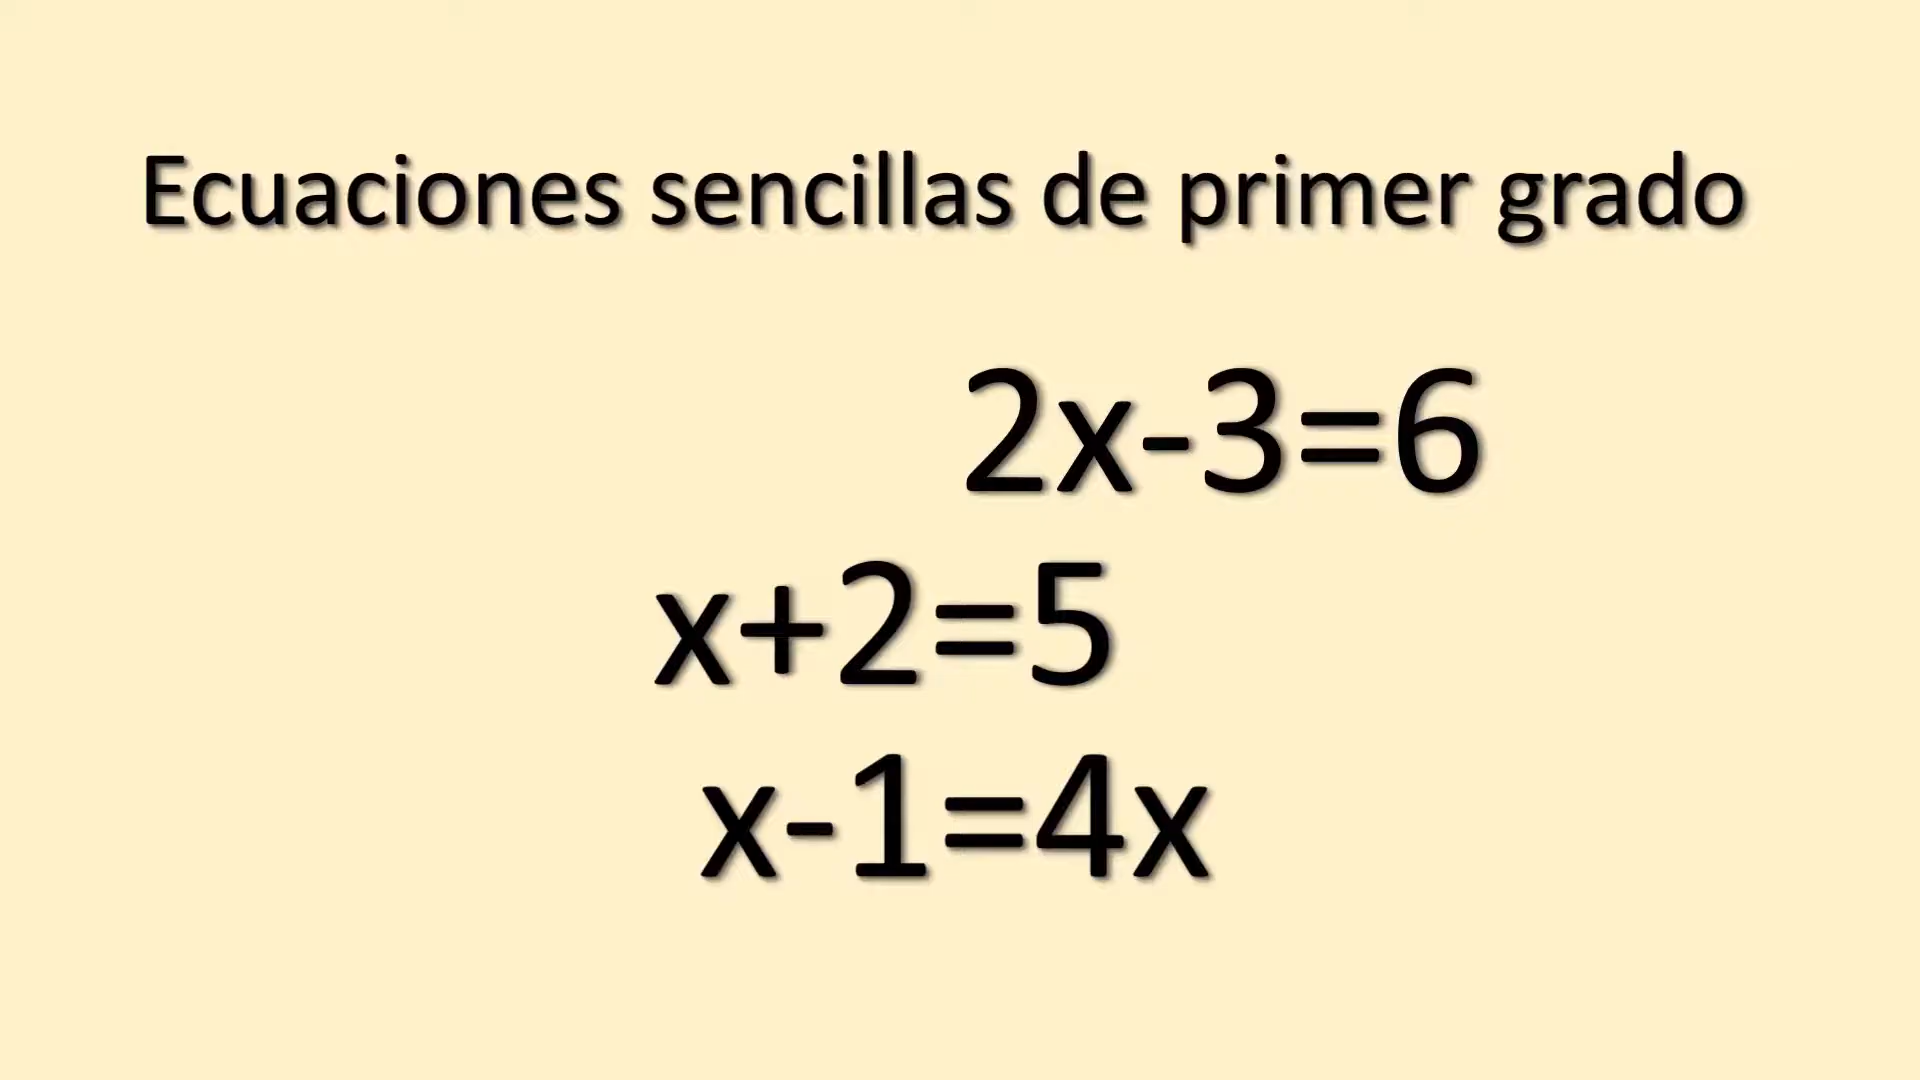 Ecuaciones sencillas de primer grado
2x-3=6
x+2=5
x-1=4x